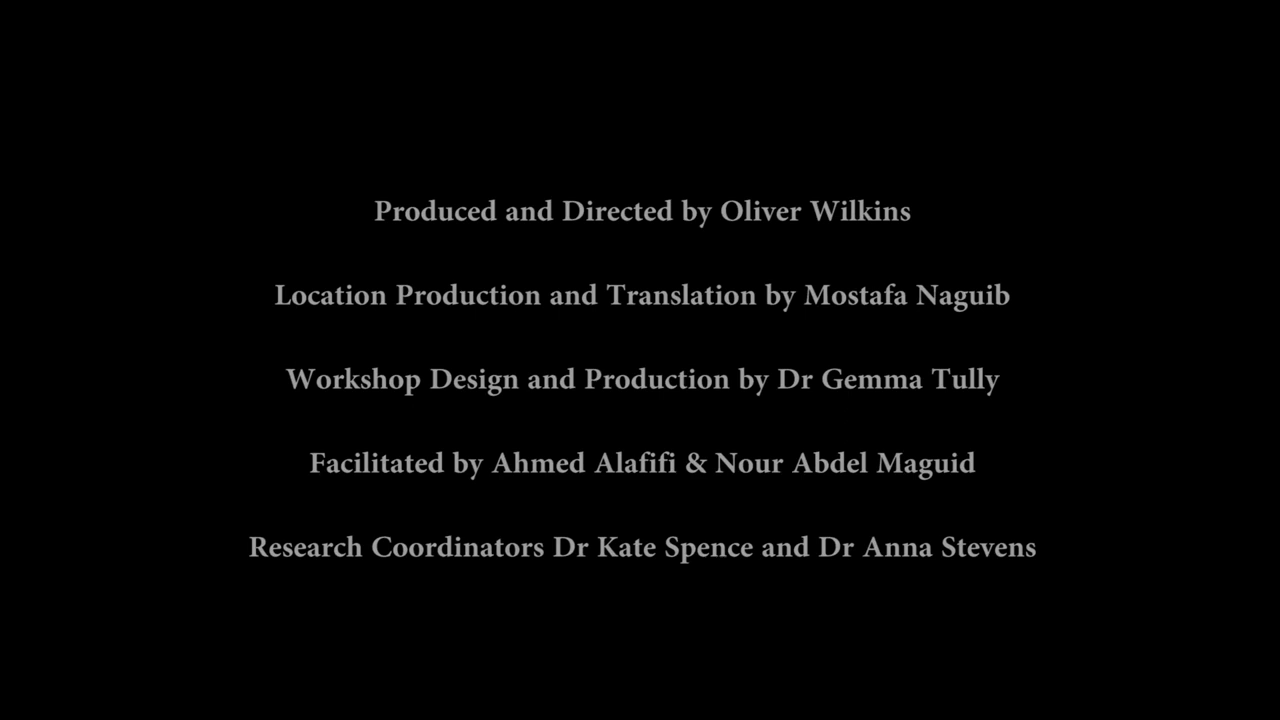 Produced and Directed by Oliver Wilkins
Location Production and Translation by Mostafa Naguib
Workshop Design and Production by Dr Gemma Tully
Facilitated by Ahmed Alafifi & Nour Abdel Maguid
Research Coordinators Dr Kate Spence and Dr Anna Stevens